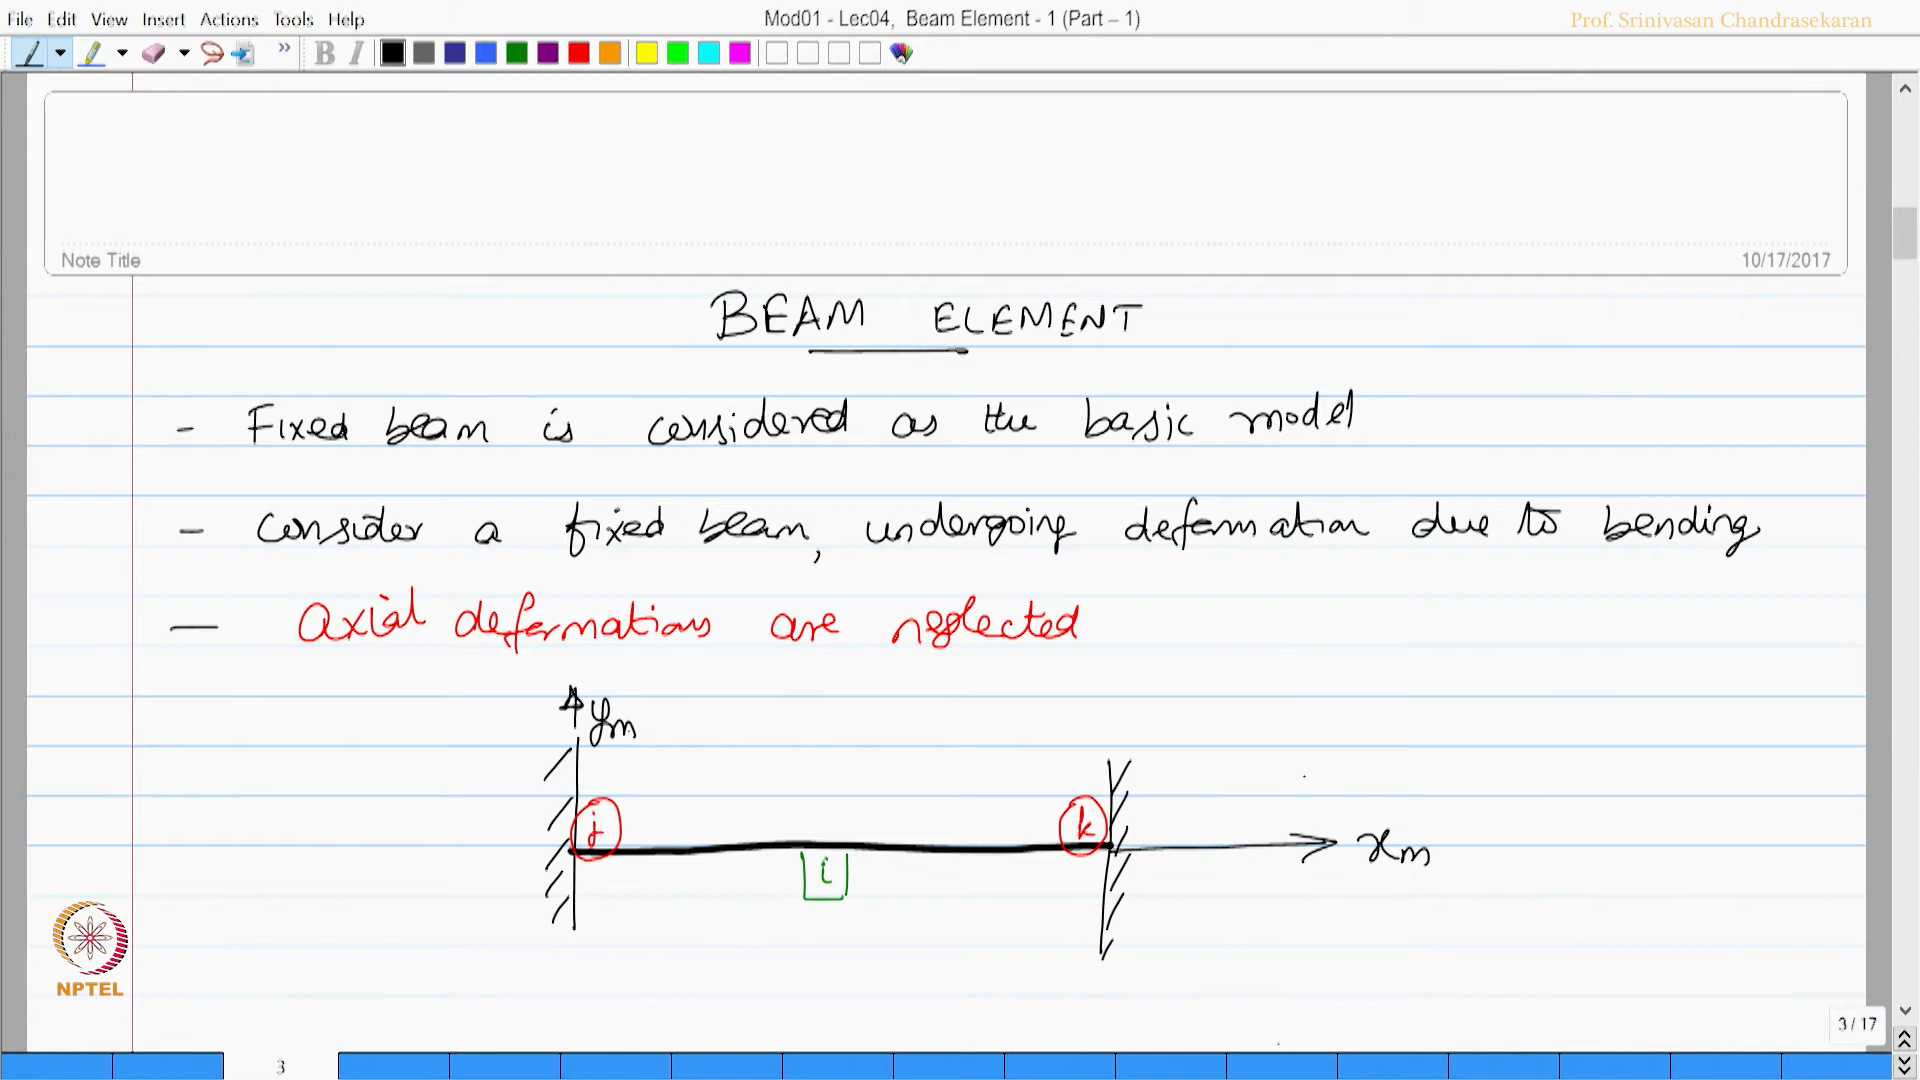 File Edit View Insert Actions Tools Help
Mod01 - Lec04, Beam Element - 1 (Part – 1)
Prof. Srinivasan Chandrasekaran
B I
Note Title
10/17/2017
BEAM ELEMENT
- Fixed beam is considered as the basic model
- Consider a fixed beam, undergoing deformation due to bending
- Axial deformations are neglected
ym
j
k
xm
i
NPTEL
3 / 17
3